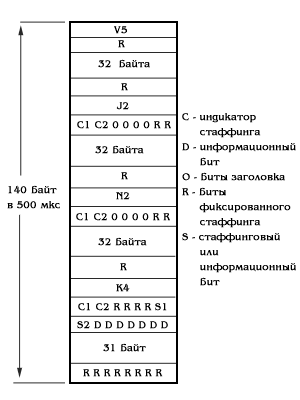 V5
R
32 Байта
R
J2
C1 C2 0 0 0 0 R R
32 Байта
R
N2
C1 C2 0 0 0 0 R R
32 Байта
R
K4
C1 C2 R R R R S1
S2 D D D D D D D
31 Байт
R R R R R R R R
140 Байт
в 500 мкс
C - индикатор
стаффинга
D - информационный
бит
O - Биты заголовка
R - Биты
фиксированного
стаффинга
S - стаффинговый
или
информационный
бит